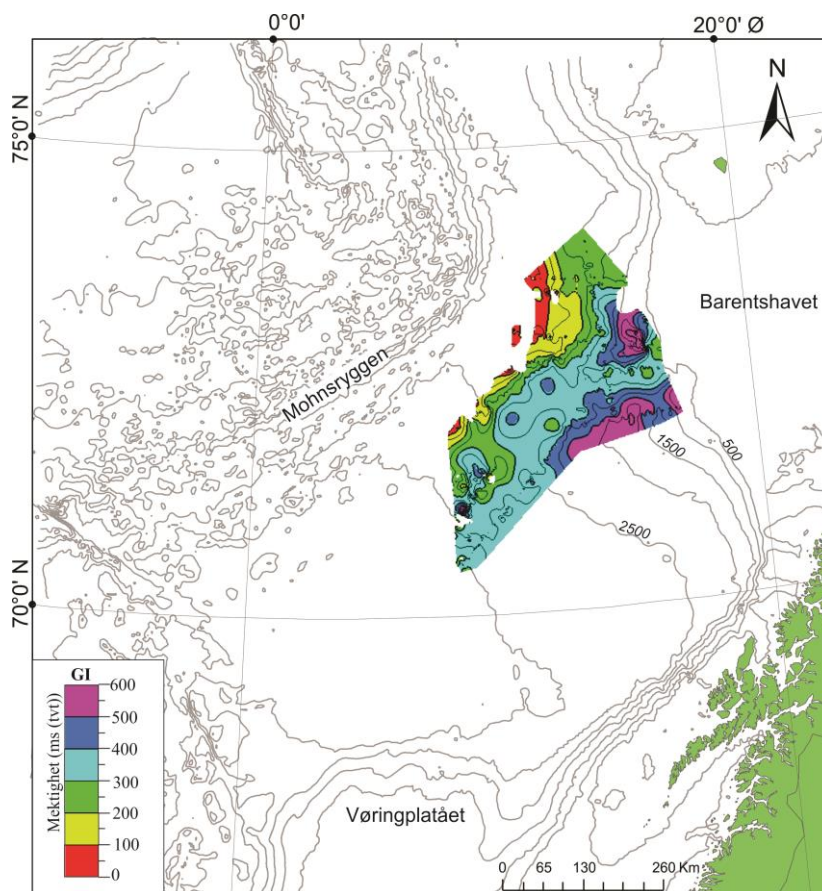 0°0'
20°0' Ø
N
75°0' N
Barentshavet
Mohnsryggen
1500
500
2500
70°0' N
GI
Mektighet (ms (tvt))
600
500
400
300
200
100
0
Vøringplatået
0 65 130 260 Km